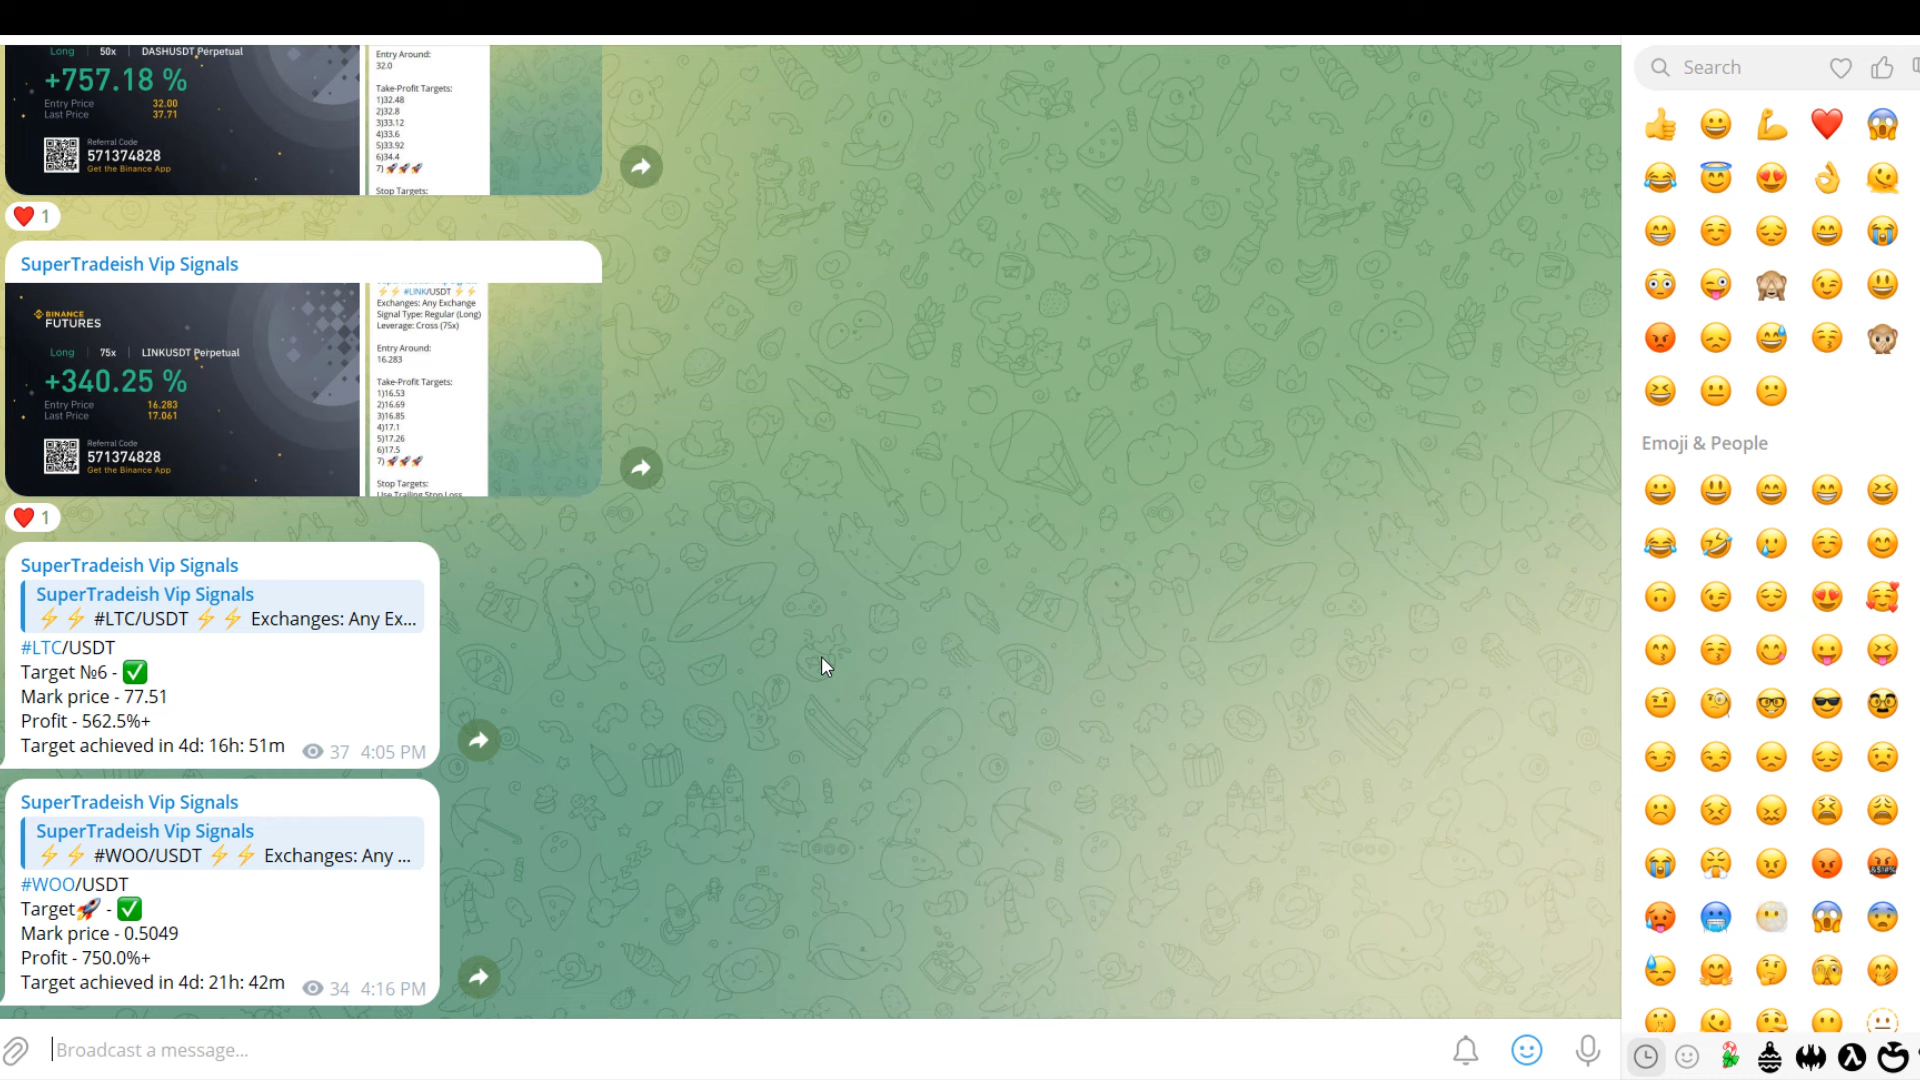 Long | 50x | DASHUSDT Perpetual
+757.18 %
Entry Price 32.00
Last Price 37.71
Referral Code
571374828
Get the Binance App
Entry Around:
32.0
Take-Profit Targets:
1)32.48
2)32.8
3)33.12
4)33.6
5)33.92
6)34.4
7) 🚀🚀🚀
Stop Targets:
❤️ 1
SuperTradeish Vip Signals
BINANCE
FUTURES
Long | 75x | LINKUSDT Perpetual
+340.25 %
Entry Price 16.283
Last Price 17.061
Referral Code
571374828
Get the Binance App
⚡⚡ #LINK/USDT ⚡⚡
Exchanges: Any Exchange
Signal Type: Regular (Long)
Leverage: Cross (75x)
Entry Around:
16.283
Take-Profit Targets:
1)16.53
2)16.69
3)16.85
4)17.1
5)17.26
6)17.5
7) 🚀🚀🚀
Stop Targets:
Use Trailing Stop Loss
❤️ 1
SuperTradeish Vip Signals
SuperTradeish Vip Signals
⚡⚡ #LTC/USDT ⚡⚡ Exchanges: Any Ex...
#LTC/USDT
Target №6 - ✅
Mark price - 77.51
Profit - 562.5%+
Target achieved in 4d: 16h: 51m 37 4:05 PM
SuperTradeish Vip Signals
SuperTradeish Vip Signals
⚡⚡ #WOO/USDT ⚡⚡ Exchanges: Any ...
#WOO/USDT
Target🚀 - ✅
Mark price - 0.5049
Profit - 750.0%+
Target achieved in 4d: 21h: 42m 34 4:16 PM
Broadcast a message...
Search
Emoji & People